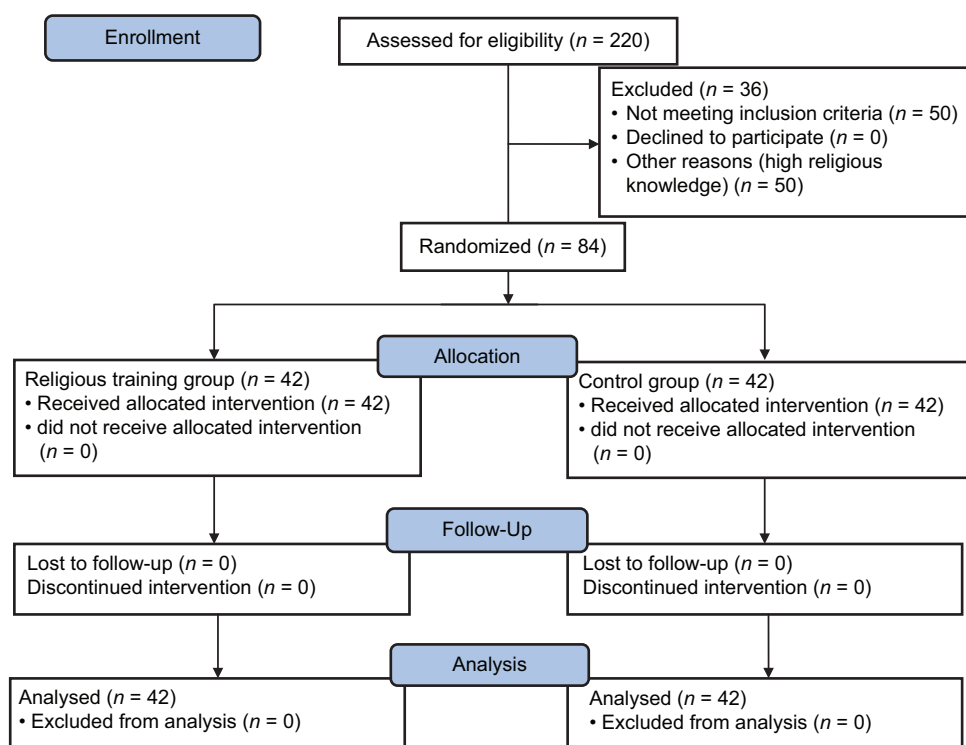 Enrollment
Assessed for eligibility (n = 220)
Excluded (n = 36)
• Not meeting inclusion criteria (n = 50)
• Declined to participate (n = 0)
• Other reasons (high religious
knowledge) (n = 50)
Randomized (n = 84)
Allocation
Religious training group (n = 42)
• Received allocated intervention (n = 42)
• did not receive allocated intervention
(n = 0)
Control group (n = 42)
• Received allocated intervention (n = 42)
• did not receive allocated intervention
(n = 0)
Follow-Up
Lost to follow-up (n = 0)
Discontinued intervention (n = 0)
Lost to follow-up (n = 0)
Discontinued intervention (n = 0)
Analysis
Analysed (n = 42)
• Excluded from analysis (n = 0)
Analysed (n = 42)
• Excluded from analysis (n = 0)